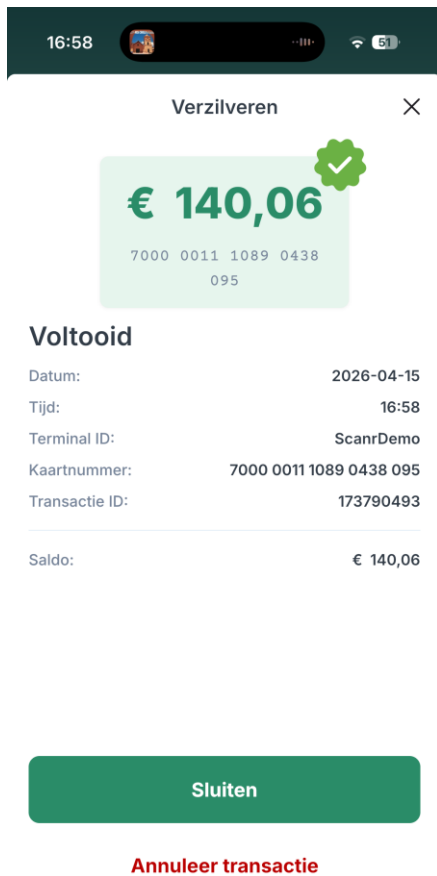 16:58
51
Verzilveren
€ 140,06
7000 0011 1089 0438
095
Voltooid
Datum: 2026-04-15
Tijd: 16:58
Terminal ID: ScanrDemo
Kaartnummer: 7000 0011 1089 0438 095
Transactie ID: 173790493
Saldo: € 140,06
Sluiten
Annuleer transactie